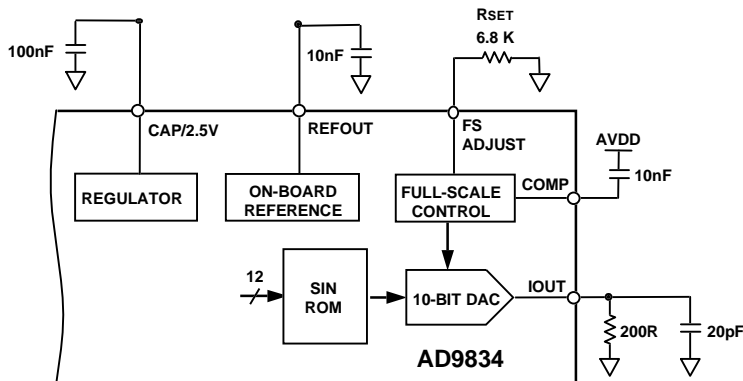 RSET
6.8 K
100nF
10nF
CAP/2.5V
REFOUT
FS
ADJUST
AVDD
10nF
REGULATOR
ON-BOARD
REFERENCE
FULL-SCALE
CONTROL
COMP
12
SIN
ROM
10-BIT DAC
IOUT
200R
20pF
AD9834